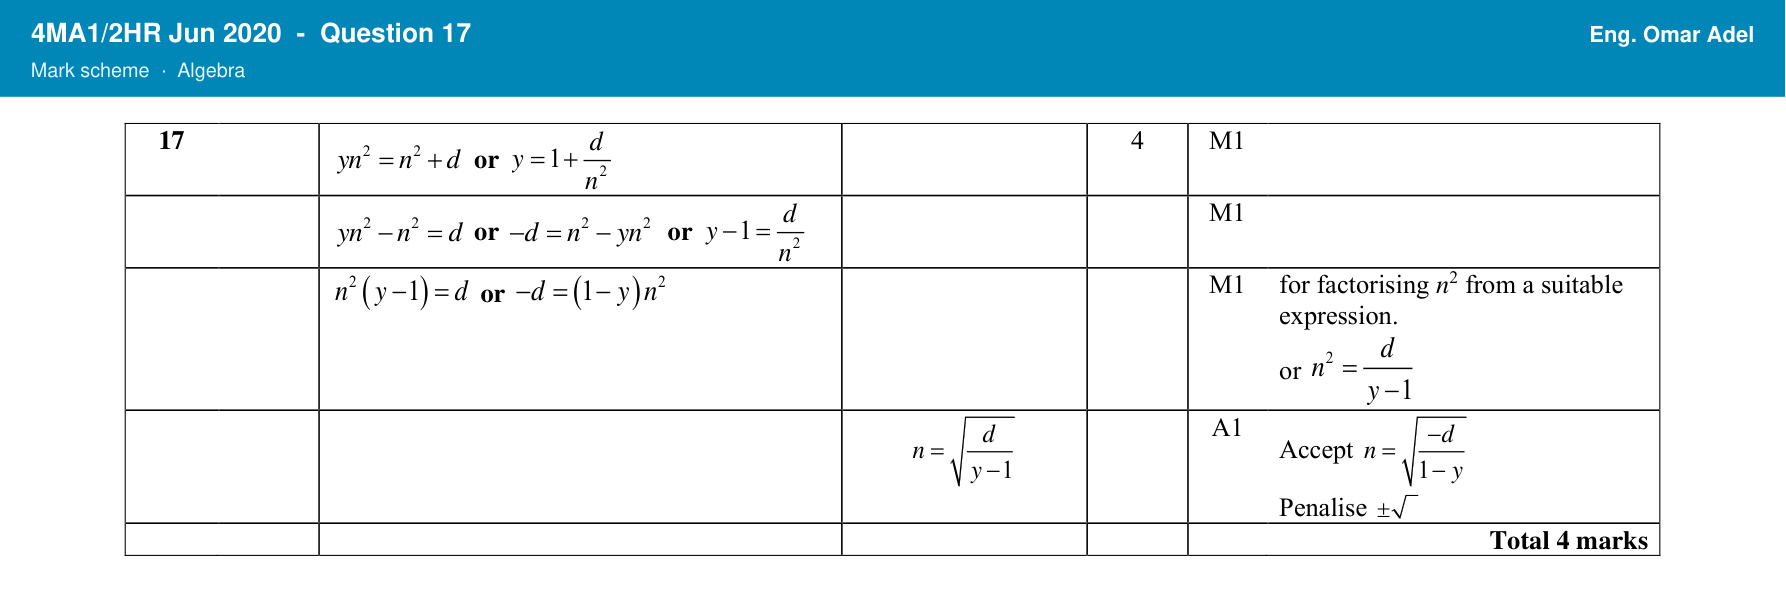 4MA1/2HR Jun 2020 - Question 17
Eng. Omar Adel
Mark scheme · Algebra
17 yn² = n² + d or y = 1 + d/n² 4 M1
yn² − n² = d or −d = n² − yn² or y − 1 = d/n² M1
n²(y − 1) = d or −d = (1 − y)n² M1 for factorising n² from a suitable
expression.
or n² = d/(y − 1)
n = √(d/(y − 1)) A1 Accept n = √(−d/(1 − y))
Penalise ±√
Total 4 marks